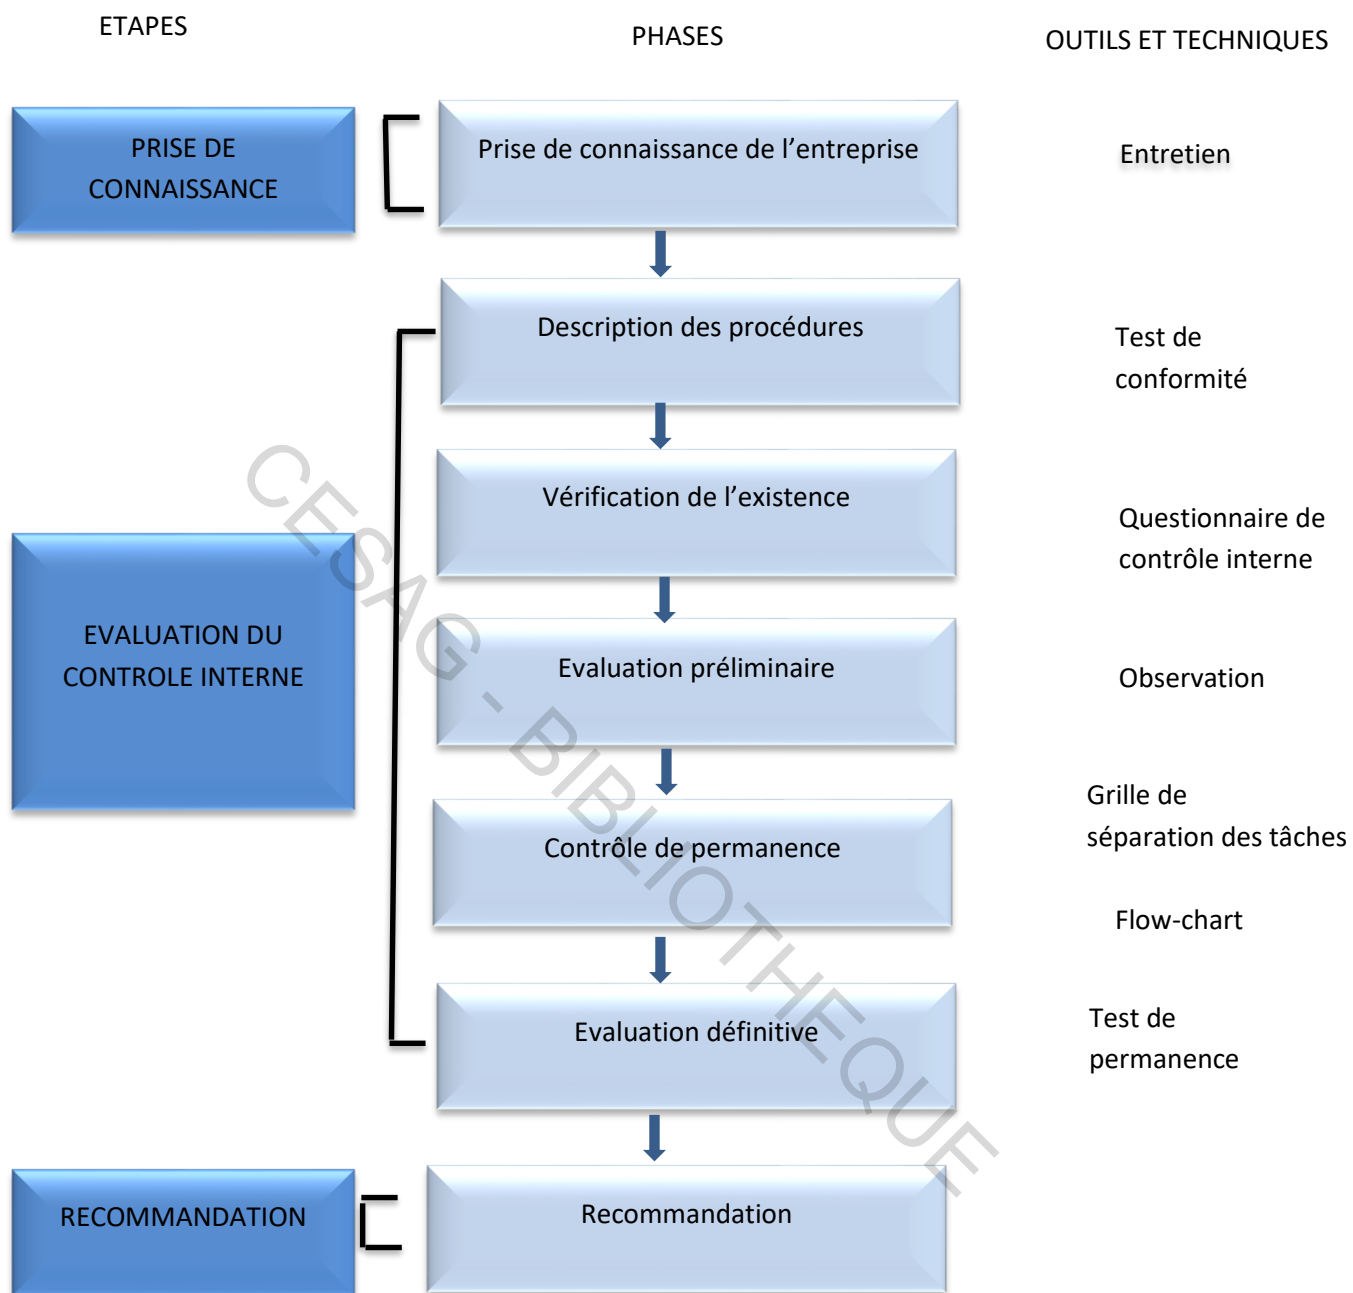 ETAPES
PHASES
OUTILS ET TECHNIQUES
PRISE DE
CONNAISSANCE
Prise de connaissance de l’entreprise
Entretien
Description des procédures
Test de
conformité
Vérification de l’existence
Questionnaire de
contrôle interne
EVALUATION DU
CONTROLE INTERNE
Evaluation préliminaire
Observation
Contrôle de permanence
Grille de
séparation des tâches
Flow-chart
Evaluation définitive
Test de
permanence
RECOMMANDATION
Recommandation
CESAG - BIBLIOTHEQUE